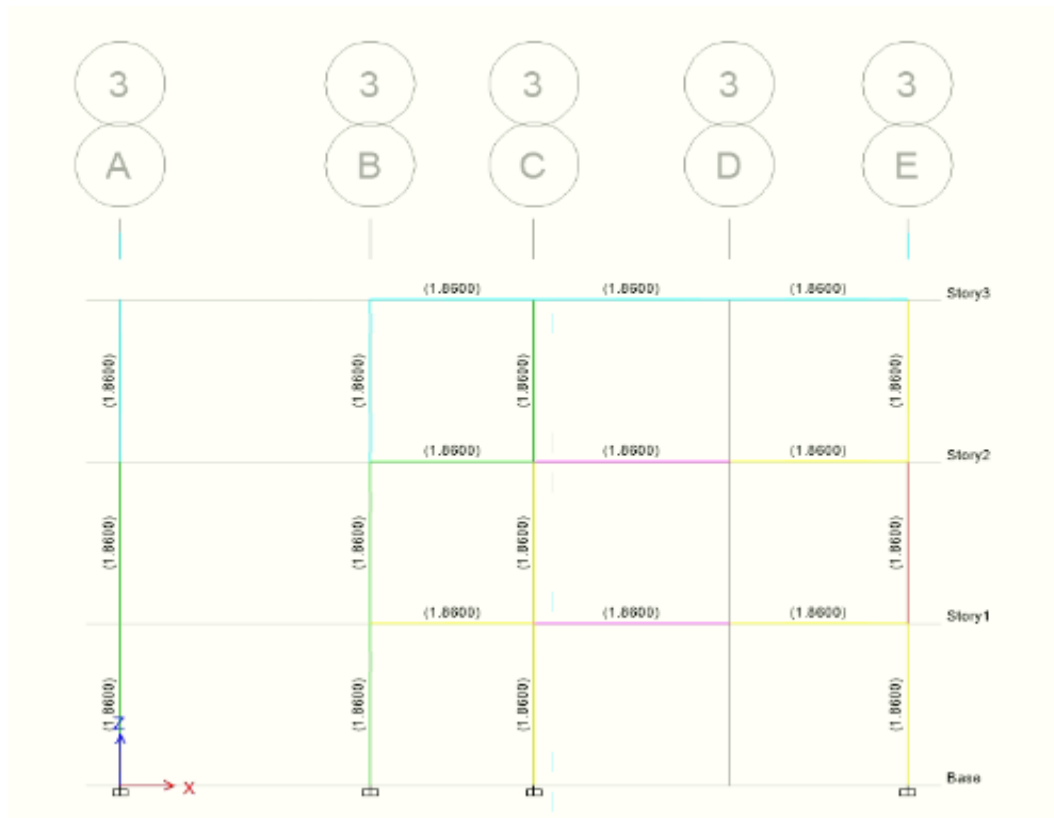 3 3 3 3 3
A B C D E
(1.8600) (1.8600) (1.8600) Story3
(1.8600) (1.8600) (1.8600) (1.8600)
(1.8600) (1.8600) (1.8600) Story2
(1.8600) (1.8600) (1.8600) (1.8600)
(1.8600) (1.8600) (1.8600) Story1
(1.8600) (1.8600) (1.8600) (1.8600)
Z
X Base